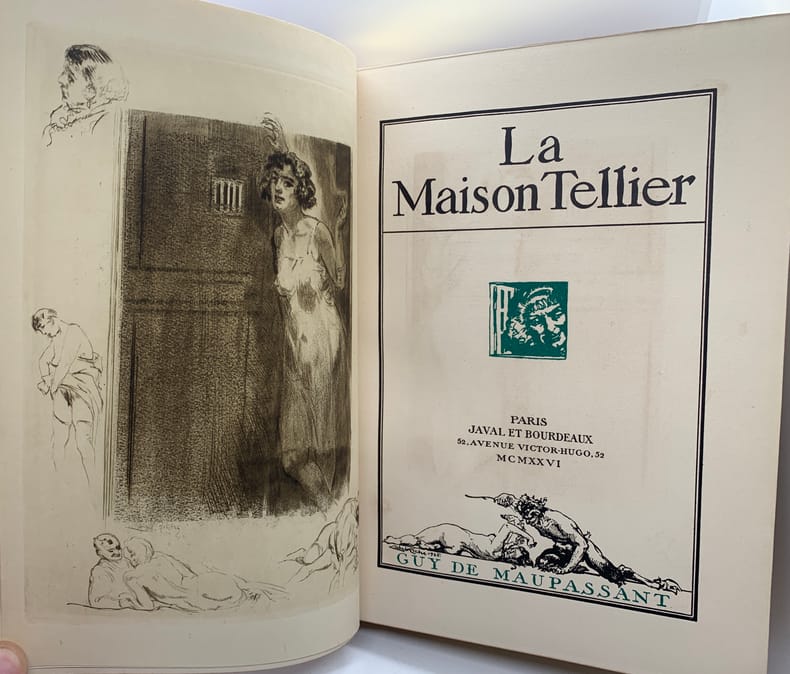 La
Maison Tellier
PARIS
JAVAL ET BOURDEAUX
52, AVENUE VICTOR-HUGO, 52
MCMXXVI
GUY DE MAUPASSANT